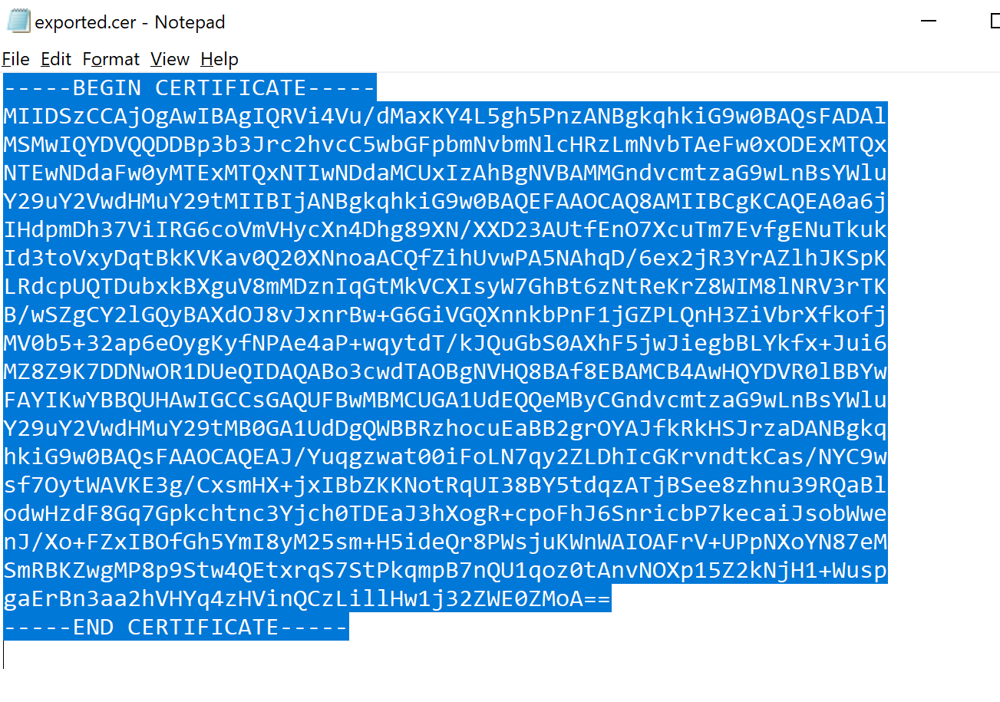 exported.cer - Notepad
File Edit Format View Help
-----BEGIN CERTIFICATE-----
MIIDSzCCAjOgAwIBAgIQRVi4Vu/dMaxKY4L5gh5PnzANBgkqhkiG9w0BAQsFADAl
MSMwIQYDVQQDDBp3b3Jrc2hvcC5wbGFpbmNvbmNlcHRzLmNvbTAeFw0xODExMTQx
NTEwNDdaFw0yMTExMTQxNTIwNDdaMCUxIzAhBgNVBAMMGndvcmtzaG9wLnBsYWlu
Y29uY2VwdHMuY29tMIIBIjANBgkqhkiG9w0BAQEFAAOCAQ8AMIIBCgKCAQEA0a6j
IHdpmDh37ViIRG6coVmVHycXn4Dhg89XN/XXD23AUtfEnO7XcuTm7EvfgENuTkuk
Id3toVxyDqtBkKVKav0Q20XNnoaACQfZihUvwPA5NAhqD/6ex2jR3YrAZlhJKSpK
LRdcpUQTDubxkBXguV8mMDznIqGtMkVCXIsyW7GhBt6zNtReKrZ8WIM8lNRV3rTK
B/wSZgCY2lGQyBAXdOJ8vJxnrBw+G6GiVGQXnnkbPnF1jGZPLQnH3ZiVbrXfkofj
MV0b5+32ap6eOygKyfNPAe4aP+wqytdT/kJQuGbS0AXhF5jwJiegbBLYkfx+Jui6
MZ8Z9K7DDNwOR1DUeQIDAQABo3cwdTAOBgNVHQ8BAf8EBAMCB4AwHQYDVR0lBBYw
FAYIKwYBBQUHAwIGCCsGAQUFBwMBMCUGA1UdEQQeMByCGndvcmtzaG9wLnBsYWlu
Y29uY2VwdHMuY29tMB0GA1UdDgQWBBRzhocuEaBB2grOYAJfkRkHSJrzaDANBgkq
hkiG9w0BAQsFAAOCAQEAJ/Yuqgzwat00iFoLN7qy2ZLDhIcGKrvndtkCas/NYC9w
sf7OytWAVKE3g/CxsmHX+jxIBbZKKNotRqUI38BY5tdqzATjBSee8zhnu39RQaBl
odwHzdF8Gq7Gpkchtnc3Yjch0TDEaJ3hXogR+cpoFhJ6SnricbP7kecaiJsobWwe
nJ/Xo+FZxIBOfGh5YmI8yM25sm+H5ideQr8PWsjuKWnWAIOAFrV+UPpNXoYN87eM
SmRBKZwgMP8p9Stw4QEtxrqS7StPkqmpB7nQU1qoz0tAnvNOXp15Z2kNjH1+Wusp
gaErBn3aa2hVHYq4zHVinQCzLillHw1j32ZWE0ZMoA==
-----END CERTIFICATE-----